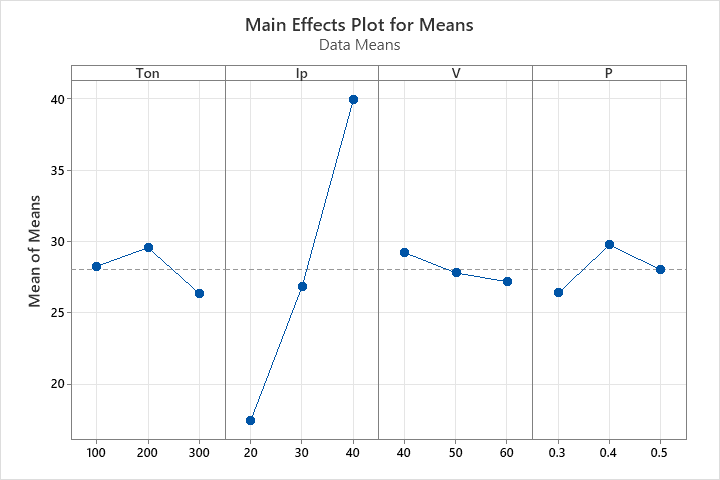 Main Effects Plot for Means
Data Means
Ton Ip V P
Mean of Means
40
35
30
25
20
100 200 300 20 30 40 40 50 60 0.3 0.4 0.5